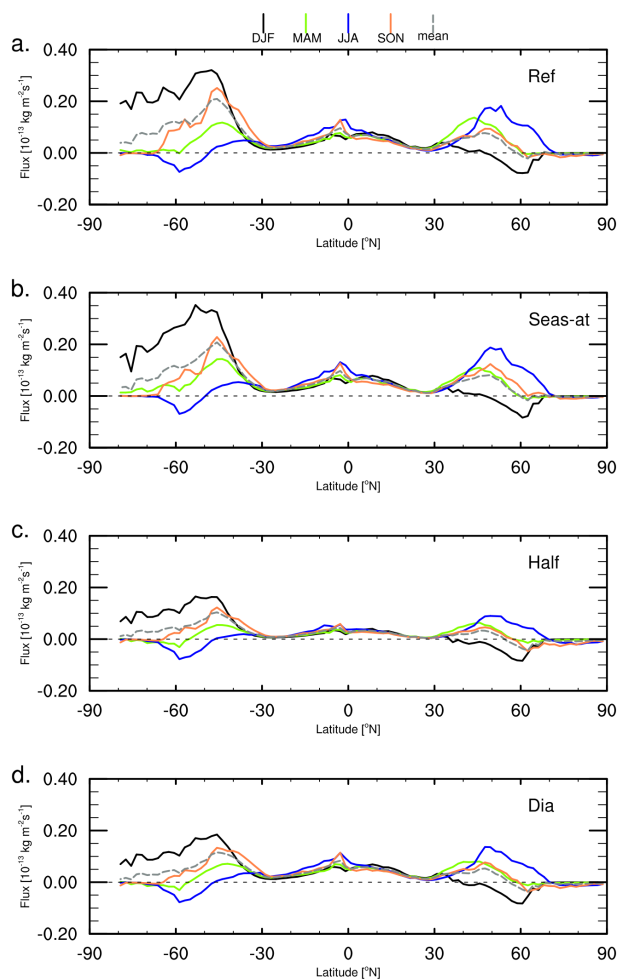 DJF MAM JJA SON mean
a.
Ref
Flux [10⁻¹³ kg m⁻²s⁻¹]
0.40
0.20
0.00
-0.20
-90 -60 -30 0 30 60 90
Latitude [°N]
b.
Seas-at
Flux [10⁻¹³ kg m⁻²s⁻¹]
0.40
0.20
0.00
-0.20
-90 -60 -30 0 30 60 90
Latitude [°N]
c.
Half
Flux [10⁻¹³ kg m⁻²s⁻¹]
0.40
0.20
0.00
-0.20
-90 -60 -30 0 30 60 90
Latitude [°N]
d.
Dia
Flux [10⁻¹³ kg m⁻²s⁻¹]
0.40
0.20
0.00
-0.20
-90 -60 -30 0 30 60 90
Latitude [°N]